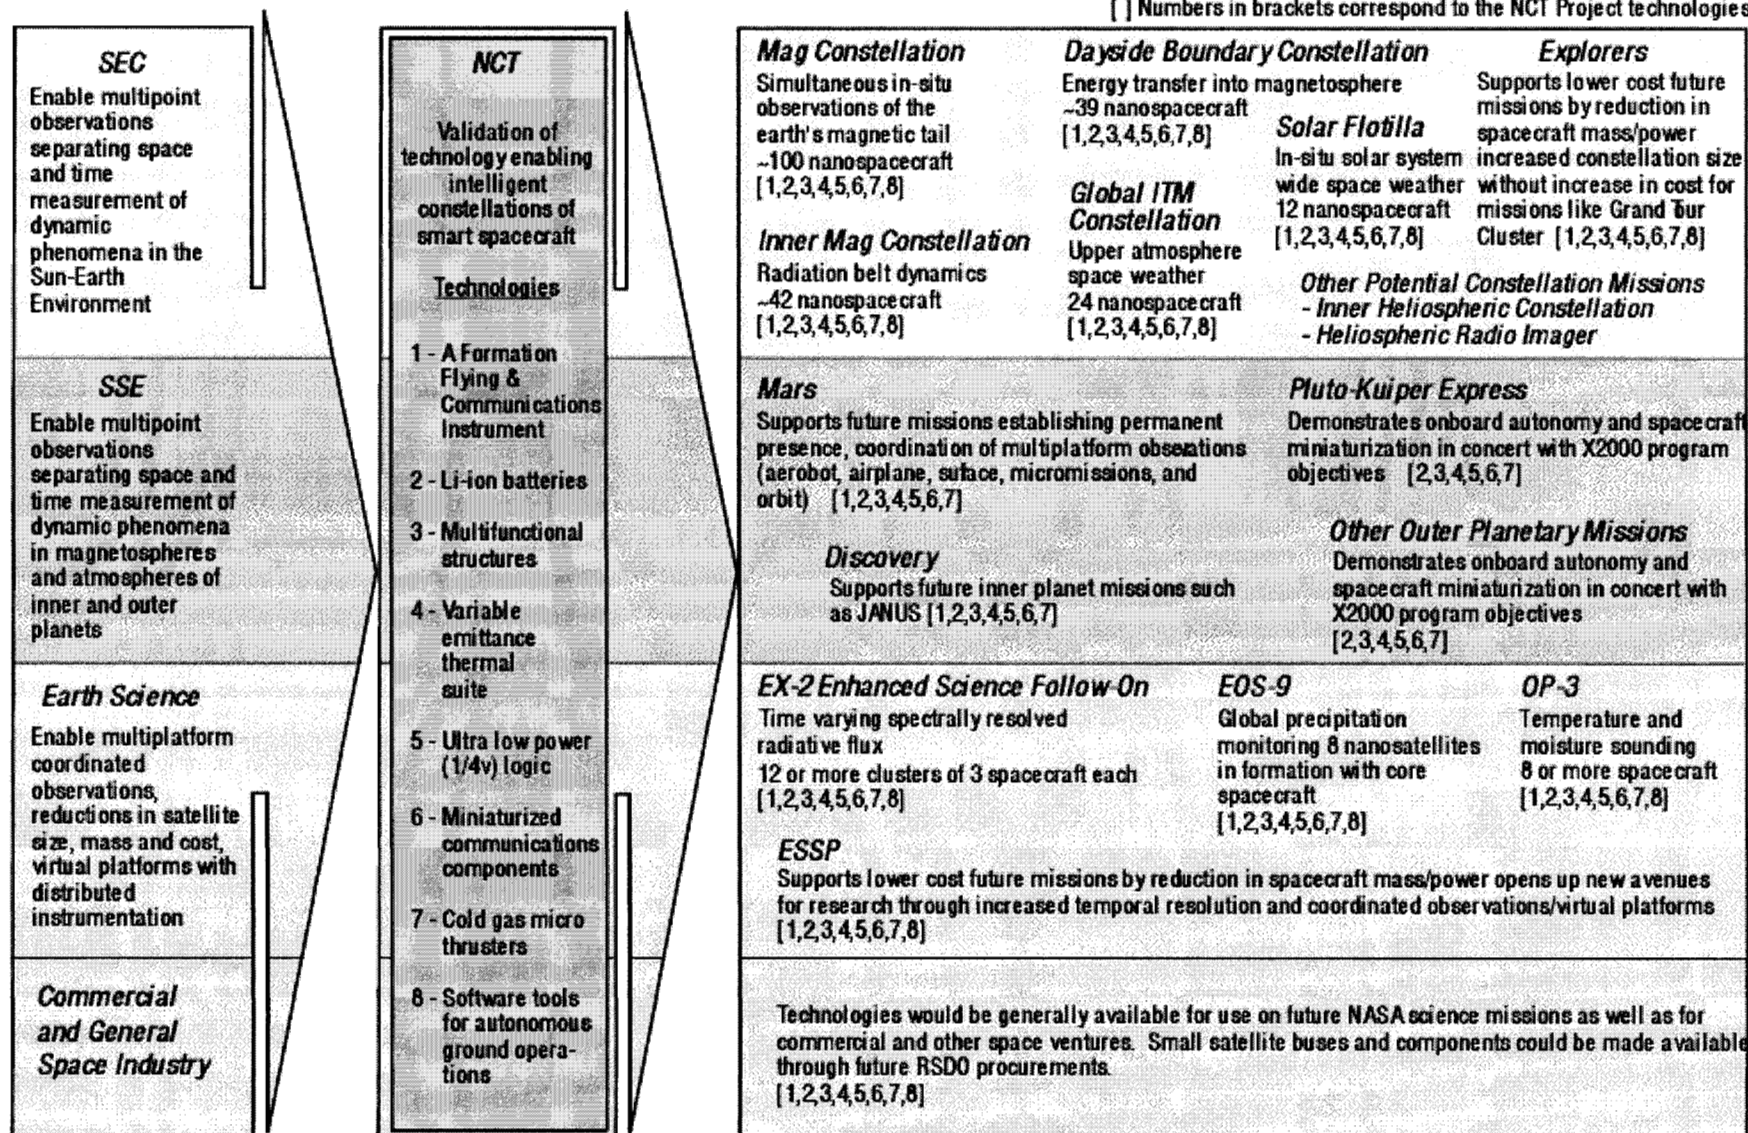 [ ] Numbers in brackets correspond to the NCT Project technologies
SEC
Enable multipoint
observations
separating space
and time
measurement of
dynamic
phenomena in the
Sun-Earth
Environment
SSE
Enable multipoint
observations
separating space and
time measurement of
dynamic phenomena
in magnetospheres
and atmospheres of
inner and outer
planets
Earth Science
Enable multiplatform
coordinated
observations,
reductions in satellite
size, mass and cost,
virtual platforms with
distributed
instrumentation
Commercial
and General
Space Industry
NCT
Validation of
technology enabling
intelligent
constellations of
smart spacecraft
Technologies
1 - A Formation
Flying &
Communications
Instrument
2 - Li-ion batteries
3 - Multifunctional
structures
4 - Variable
emittance
thermal
suite
5 - Ultra low power
(1/4v) logic
6 - Miniaturized
communications
components
7 - Cold gas micro
thrusters
8 - Software tools
for autonomous
ground opera-
tions
Mag Constellation
Simultaneous in-situ
observations of the
earth's magnetic tail
~100 nanospacecraft
[1,2,3,4,5,6,7,8]
Inner Mag Constellation
Radiation belt dynamics
~42 nanospacecraft
[1,2,3,4,5,6,7,8]
Dayside Boundary Constellation
Energy transfer into magnetosphere
~39 nanospacecraft
[1,2,3,4,5,6,7,8]
Global ITM
Constellation
Upper atmosphere
space weather
24 nanospacecraft
[1,2,3,4,5,6,7,8]
Solar Flotilla
In-situ solar system
wide space weather
12 nanospacecraft
[1,2,3,4,5,6,7,8]
Explorers
Supports lower cost future
missions by reduction in
spacecraft mass/power
increased constellation size
without increase in cost for
missions like Grand Tour
Cluster [1,2,3,4,5,6,7,8]
Other Potential Constellation Missions
- Inner Heliospheric Constellation
- Heliospheric Radio Imager
Mars
Supports future missions establishing permanent
presence, coordination of multiplatform obseations
(aerobot, airplane, suface, micromissions, and
orbit) [1,2,3,4,5,6,7]
Discovery
Supports future inner planet missions such
as JANUS [1,2,3,4,5,6,7]
Pluto-Kuiper Express
Demonstrates onboard autonomy and spacecraft
miniaturization in concert with X2000 program
objectives [2,3,4,5,6,7]
Other Outer Planetary Missions
Demonstrates onboard autonomy and
spacecraft miniaturization in concert with
X2000 program objectives
[2,3,4,5,6,7]
EX-2 Enhanced Science Follow-On
Time varying spectrally resolved
radiative flux
12 or more clusters of 3 spacecraft each
[1,2,3,4,5,6,7,8]
EOS-9
Global precipitation
monitoring 8 nanosatellites
in formation with core
spacecraft
[1,2,3,4,5,6,7,8]
OP-3
Temperature and
moisture sounding
8 or more spacecraft
[1,2,3,4,5,6,7,8]
ESSP
Supports lower cost future missions by reduction in spacecraft mass/power opens up new avenues
for research through increased temporal resolution and coordinated observations/virtual platforms
[1,2,3,4,5,6,7,8]
Technologies would be generally available for use on future NASA science missions as well as for
commercial and other space ventures. Small satellite buses and components could be made available
through future RSDO procurements.
[1,2,3,4,5,6,7,8]